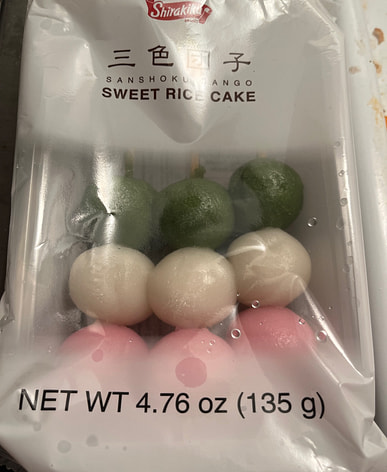 Shirakiku
三色団子
SANSHOKU DANGO
SWEET RICE CAKE
NET WT 4.76 oz (135 g)